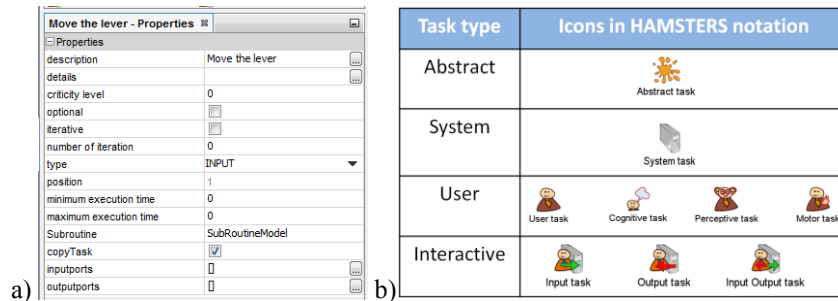 Move the lever - Properties
Properties
description Move the lever ...
details ...
criticity level 0
optional
iterative
number of iteration 0
type INPUT
position 1
minimum execution time 0
maximum execution time 0
Subroutine SubRoutineModel
copyTask
inputports [] ...
outputports [] ...
a)
Task type Icons in HAMSTERS notation
Abstract
Abstract task
System
System task
User
User task Cognitive task Perceptive task Motor task
Interactive
Input task Output task Input Output task
b)